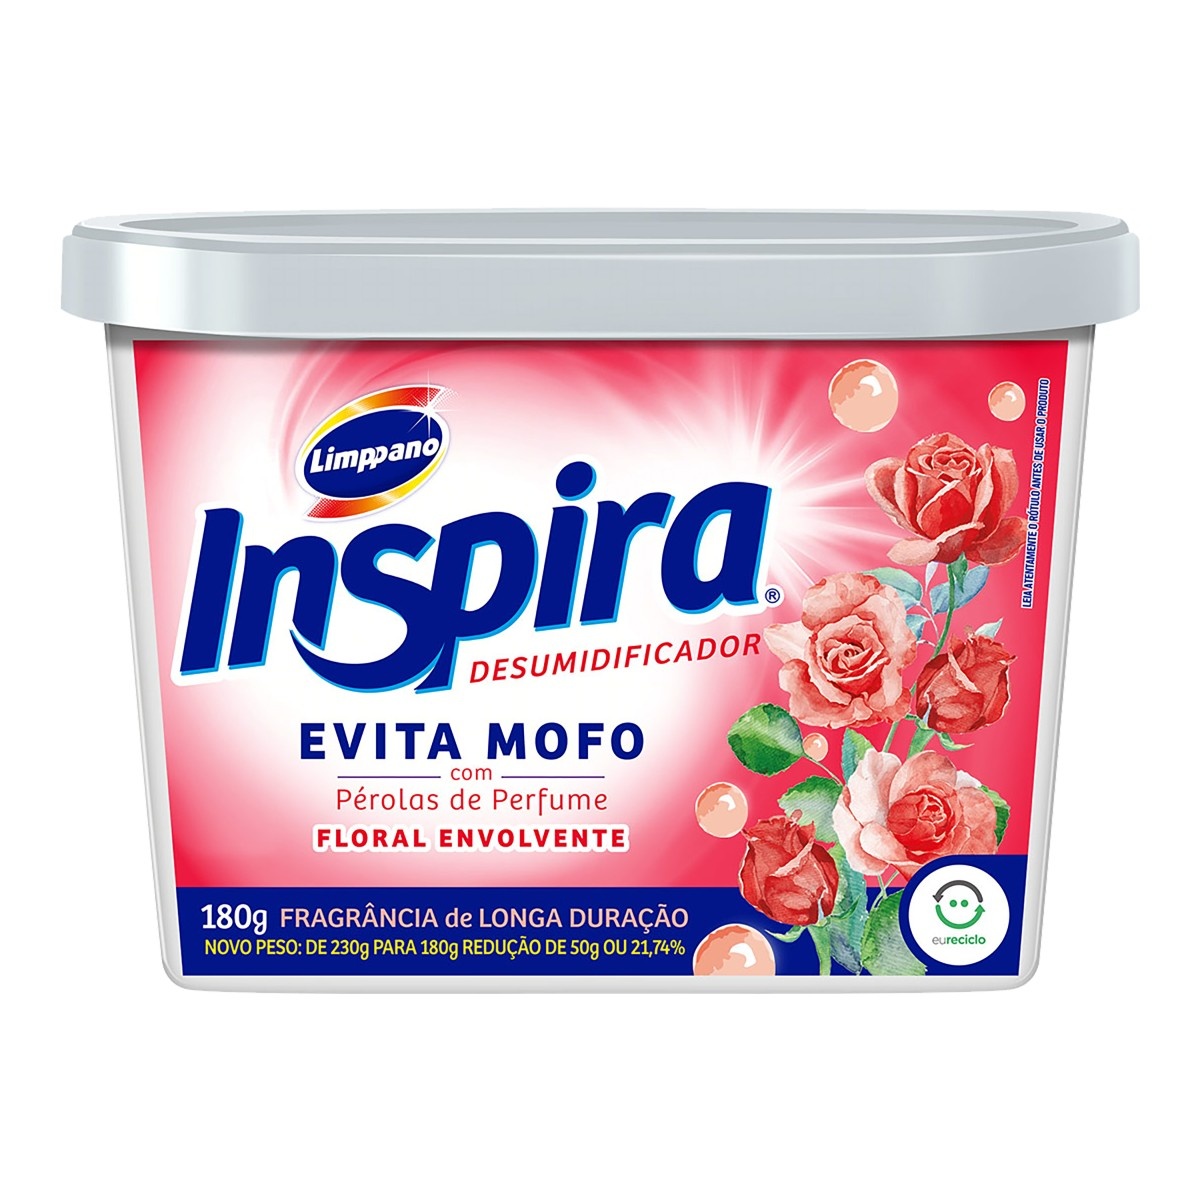 Limppano
Inspira®
DESUMIDIFICADOR
EVITA MOFO
com
Pérolas de Perfume
FLORAL ENVOLVENTE
180g FRAGRÂNCIA de LONGA DURAÇÃO
NOVO PESO: DE 230g PARA 180g REDUÇÃO DE 50g OU 21,74%
eureciclo
LEIA ATENTAMENTE O RÓTULO ANTES DE USAR O PRODUTO